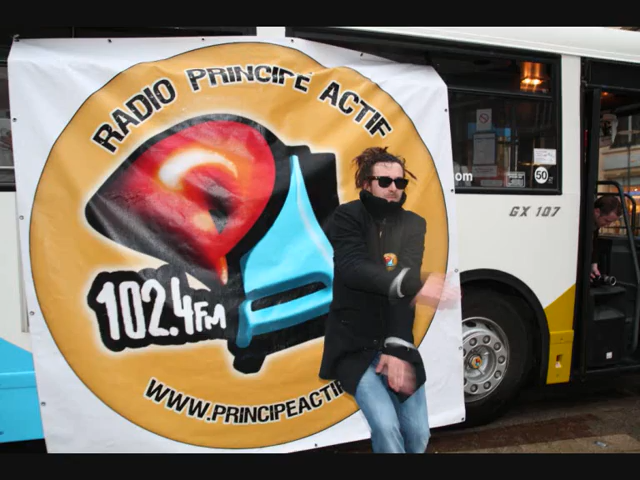 RADIO PRINCIPE ACTIF
102.4FM
WWW.PRINCIPEACTIF
om
50
GX 107